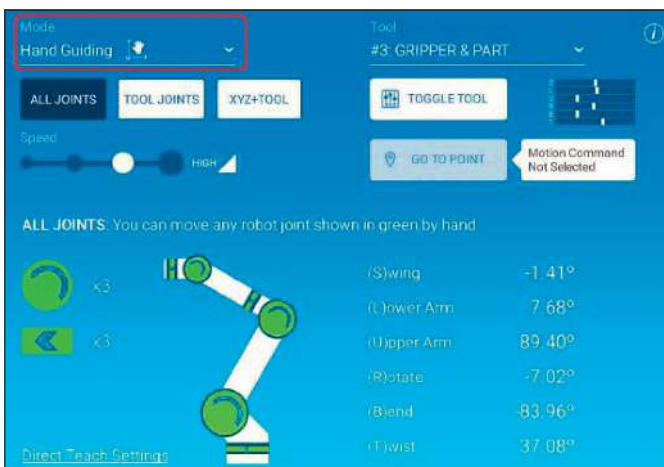 Mode
Hand Guiding
Tool
#3: GRIPPER & PART
i
ALL JOINTS
TOOL JOINTS
XYZ+TOOL
TOGGLE TOOL
Speed
HIGH
GO TO POINT
Motion Command
Not Selected
ALL JOINTS: You can move any robot joint shown in green by hand
x3
x3
(S)wing -1.41°
(L)ower Arm 7.68°
(U)pper Arm 89.40°
(R)otate -7.02°
(B)end -83.96°
(T)wist 37.08°
Direct Teach Settings